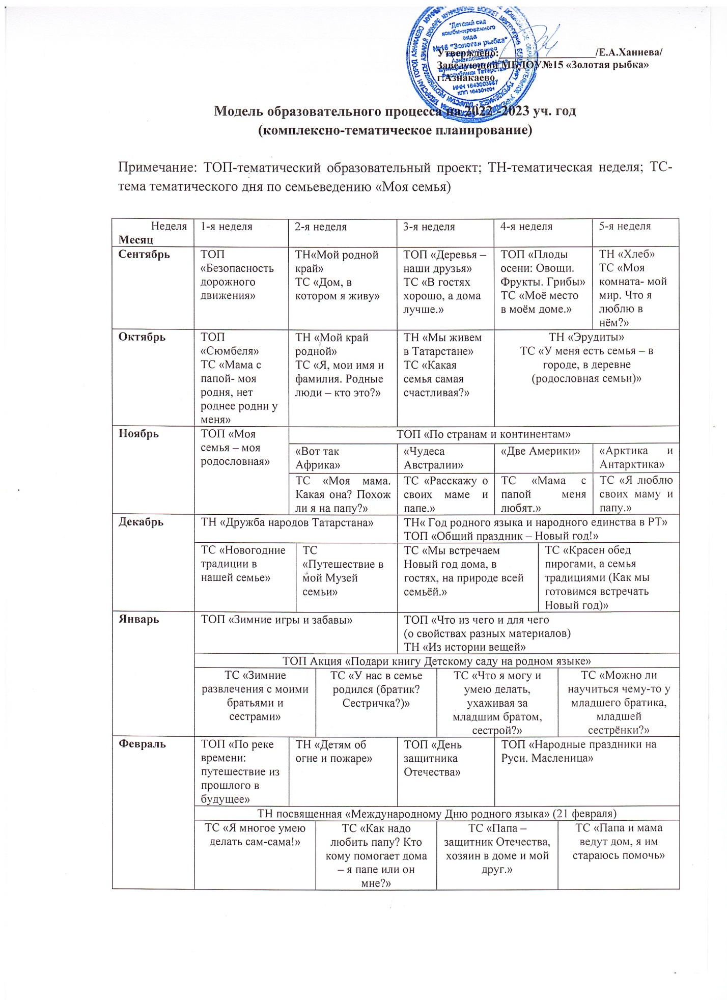 "Детский сад
комбинированного
вида
"Золотая рыбка"
Республики Татарстан
ИНН
КПП 164301001
Утверждено:__________________/Е.А.Ханиева/
Заведующий МБДОУ№15 «Золотая рыбка»
г.Азнакаево
Модель образовательного процесса на 2022 -2023 уч. год
(комплексно-тематическое планирование)
Примечание: ТОП-тематический образовательный проект; ТН-тематическая неделя; ТС-
тема тематического дня по семьеведению «Моя семья)
Неделя
Месяц
1-я неделя
2-я неделя
3-я неделя
4-я неделя
5-я неделя
Сентябрь
ТОП
«Безопасность
дорожного
движения»
ТН«Мой родной
край»
ТС «Дом, в
котором я живу»
ТОП «Деревья –
наши друзья»
ТС «В гостях
хорошо, а дома
лучше.»
ТОП «Плоды
осени: Овощи.
Фрукты. Грибы»
ТС «Моё место
в моём доме.»
ТН «Хлеб»
ТС «Моя
комната- мой
мир. Что я
люблю в
нём?»
Октябрь
ТОП
«Сюмбеля»
ТС «Мама с
папой- моя
родня, нет
роднее родни у
меня»
ТН «Мой край
родной»
ТС «Я, мои имя и
фамилия. Родные
люди – кто это?»
ТН «Мы живем
в Татарстане»
ТС «Какая
семья самая
счастливая?»
ТН «Эрудиты»
ТС «У меня есть семья – в
городе, в деревне
(родословная семьи)»
Ноябрь
ТОП «Моя
семья – моя
родословная»
ТОП «По странам и континентам»
«Вот так
Африка»
«Чудеса
Австралии»
«Две Америки»
«Арктика и
Антарктика»
ТС «Моя мама.
Какая она? Похож
ли я на папу?»
ТС «Расскажу о
своих маме и
папе.»
ТС «Мама с
папой меня
любят.»
ТС «Я люблю
своих маму и
папу.»
Декабрь
ТН «Дружба народов Татарстана»
ТН« Год родного языка и народного единства в РТ»
ТОП «Общий праздник – Новый год!»
ТС «Новогодние
традиции в
нашей семье»
ТС
«Путешествие в
мой Музей
семьи»
ТС «Мы встречаем
Новый год дома, в
гостях, на природе всей
семьёй.»
ТС «Красен обед
пирогами, а семья
традициями (Как мы
готовимся встречать
Новый год)»
Январь
ТОП «Зимние игры и забавы»
ТОП «Что из чего и для чего
(о свойствах разных материалов)
ТН «Из истории вещей»
ТОП Акция «Подари книгу Детскому саду на родном языке»
ТС «Зимние
развлечения с моими
братьями и
сестрами»
ТС «У нас в семье
родился (братик?
Сестричка?)»
ТС «Что я могу и
умею делать,
ухаживая за
младшим братом,
сестрой?»
ТС «Можно ли
научиться чему-то у
младшего братика,
младшей
сестрёнки?»
Февраль
ТОП «По реке
времени:
путешествие из
прошлого в
будущее»
ТН «Детям об
огне и пожаре»
ТОП «День
защитника
Отечества»
ТОП «Народные праздники на
Руси. Масленица»
ТН посвященная «Международному Дню родного языка» (21 февраля)
ТС «Я многое умею
делать сам-сама!»
ТС «Как надо
любить папу? Кто
кому помогает дома
– я папе или он
мне?»
ТС «Папа –
защитник Отечества,
хозяин в доме и мой
друг.»
ТС «Папа и мама
ведут дом, я им
стараюсь помочь»